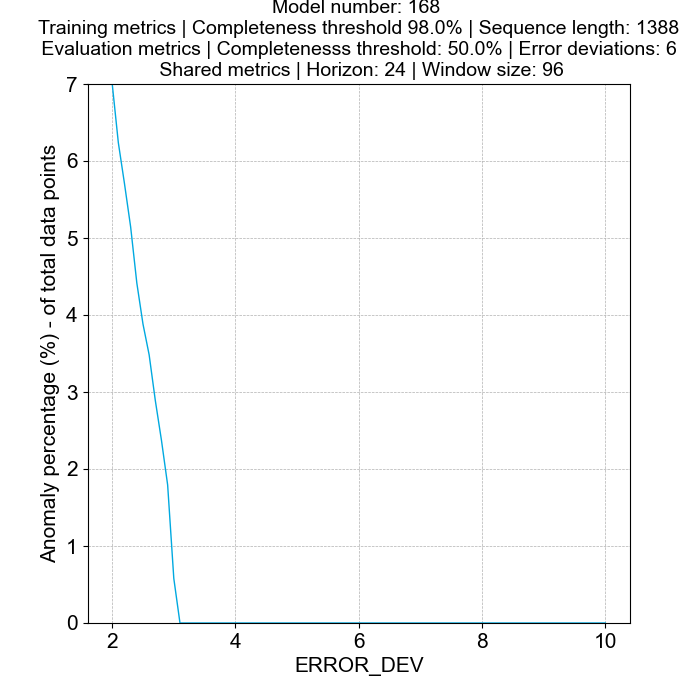 Model number: 168
Training metrics | Completeness threshold 98.0% | Sequence length: 1388
Evaluation metrics | Completenesss threshold: 50.0% | Error deviations: 6
Shared metrics | Horizon: 24 | Window size: 96
Anomaly percentage (%) - of total data points
7
6
5
4
3
2
1
0
2 4 6 8 10
ERROR_DEV